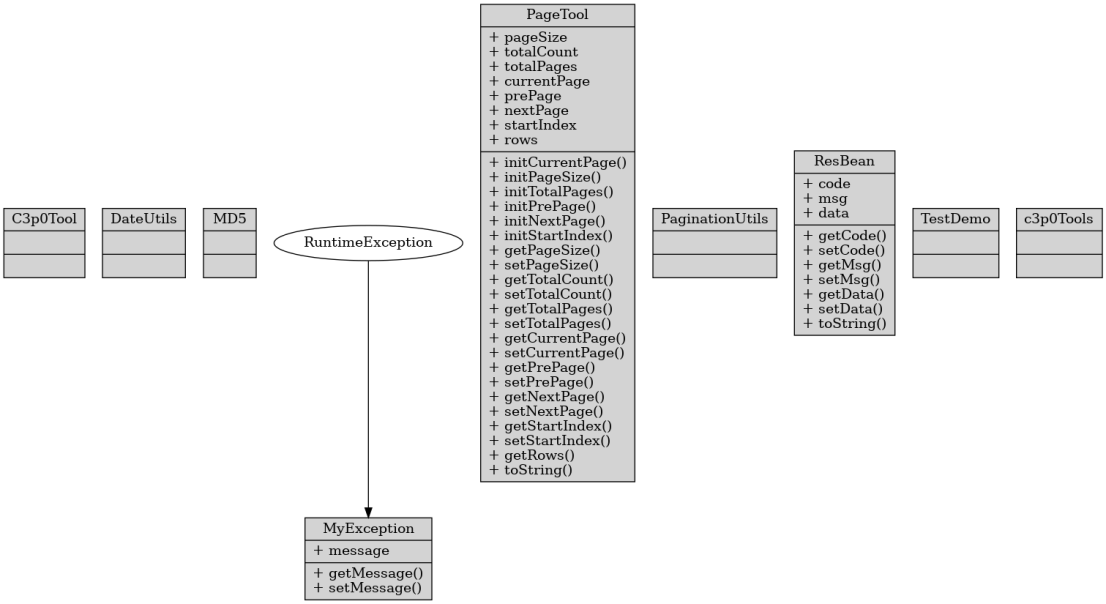 C3p0Tool
DateUtils
MD5
RuntimeException
MyException
+ message
+ getMessage()
+ setMessage()
PageTool
+ pageSize
+ totalCount
+ totalPages
+ currentPage
+ prePage
+ nextPage
+ startIndex
+ rows
+ initCurrentPage()
+ initPageSize()
+ initTotalPages()
+ initPrePage()
+ initNextPage()
+ initStartIndex()
+ getPageSize()
+ setPageSize()
+ getTotalCount()
+ setTotalCount()
+ getTotalPages()
+ setTotalPages()
+ getCurrentPage()
+ setCurrentPage()
+ getPrePage()
+ setPrePage()
+ getNextPage()
+ setNextPage()
+ getStartIndex()
+ setStartIndex()
+ getRows()
+ toString()
PaginationUtils
ResBean
+ code
+ msg
+ data
+ getCode()
+ setCode()
+ getMsg()
+ setMsg()
+ getData()
+ setData()
+ toString()
TestDemo
c3p0Tools